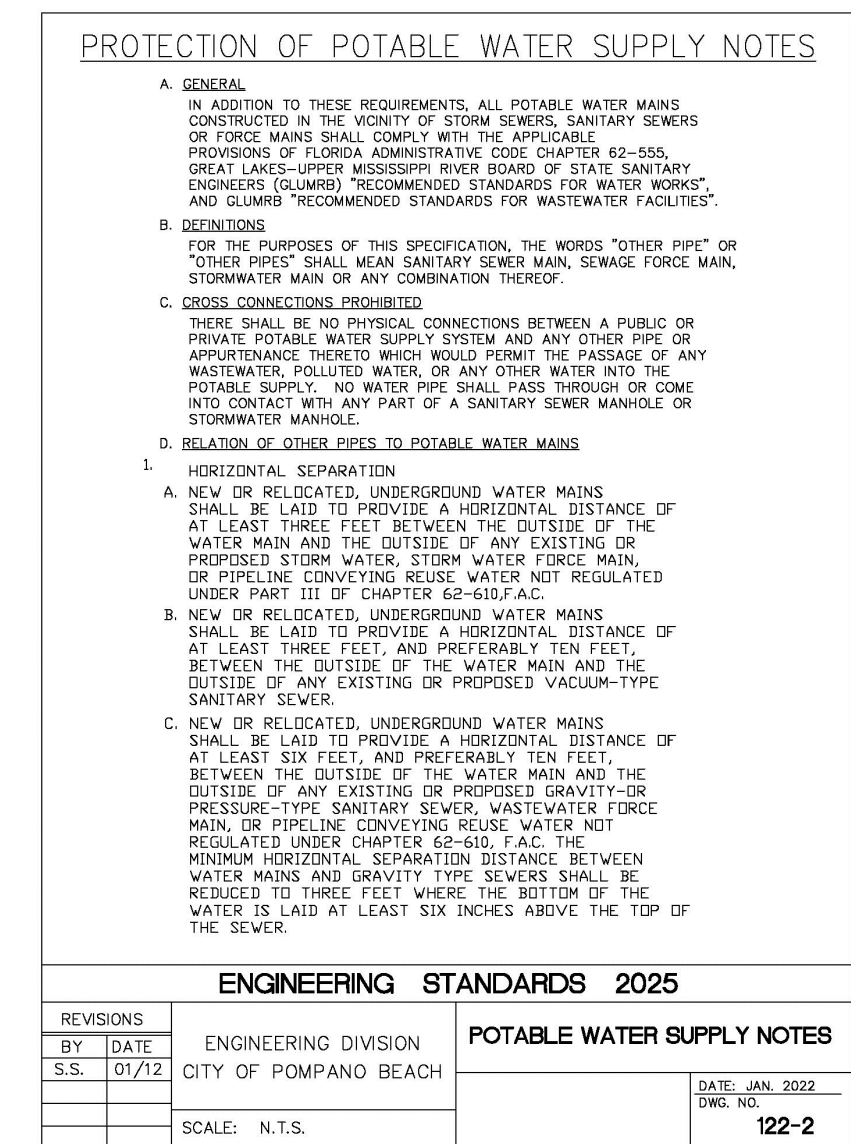 PROTECTION OF POTABLE WATER SUPPLY NOTES
A. GENERAL
IN ADDITION TO THESE REQUIREMENTS, ALL POTABLE WATER MAINS
CONSTRUCTED IN THE VICINITY OF STORM SEWERS, SANITARY SEWERS
OR FORCE MAINS SHALL COMPLY WITH THE APPLICABLE
PROVISIONS OF FLORIDA ADMINISTRATIVE CODE CHAPTER 62-555,
GREAT LAKES-UPPER MISSISSIPPI RIVER BOARD OF STATE SANITARY
ENGINEERS (GLUMRB) "RECOMMENDED STANDARDS FOR WATER WORKS",
AND GLUMRB "RECOMMENDED STANDARDS FOR WASTEWATER FACILITIES".
B. DEFINITIONS
FOR THE PURPOSES OF THIS SPECIFICATION, THE WORDS "OTHER PIPE" OR
"OTHER PIPES" SHALL MEAN SANITARY SEWER MAIN, SEWAGE FORCE MAIN,
STORMWATER MAIN OR ANY COMBINATION THEREOF.
C. CROSS CONNECTIONS PROHIBITED
THERE SHALL BE NO PHYSICAL CONNECTIONS BETWEEN A PUBLIC OR
PRIVATE POTABLE WATER SUPPLY SYSTEM AND ANY OTHER PIPE OR
APPURTENANCE THERETO WHICH WOULD PERMIT THE PASSAGE OF ANY
WASTEWATER, POLLUTED WATER, OR ANY OTHER WATER INTO THE
POTABLE SUPPLY. NO WATER PIPE SHALL PASS THROUGH OR COME
INTO CONTACT WITH ANY PART OF A SANITARY SEWER MANHOLE OR
STORMWATER MANHOLE.
D. RELATION OF OTHER PIPES TO POTABLE WATER MAINS
1. HORIZONTAL SEPARATION
A. NEW OR RELOCATED, UNDERGROUND WATER MAINS
SHALL BE LAID TO PROVIDE A HORIZONTAL DISTANCE OF
AT LEAST THREE FEET BETWEEN THE OUTSIDE OF THE
WATER MAIN AND THE OUTSIDE OF ANY EXISTING OR
PROPOSED STORM WATER, STORM WATER FORCE MAIN,
OR PIPELINE CONVEYING REUSE WATER NOT REGULATED
UNDER PART III OF CHAPTER 62-610,F.A.C.
B. NEW OR RELOCATED, UNDERGROUND WATER MAINS
SHALL BE LAID TO PROVIDE A HORIZONTAL DISTANCE OF
AT LEAST THREE FEET, AND PREFERABLY TEN FEET,
BETWEEN THE OUTSIDE OF THE WATER MAIN AND THE
OUTSIDE OF ANY EXISTING OR PROPOSED VACUUM-TYPE
SANITARY SEWER.
C. NEW OR RELOCATED, UNDERGROUND WATER MAINS
SHALL BE LAID TO PROVIDE A HORIZONTAL DISTANCE OF
AT LEAST SIX FEET, AND PREFERABLY TEN FEET,
BETWEEN THE OUTSIDE OF THE WATER MAIN AND THE
OUTSIDE OF ANY EXISTING OR PROPOSED GRAVITY-OR
PRESSURE-TYPE SANITARY SEWER, WASTEWATER FORCE
MAIN, OR PIPELINE CONVEYING REUSE WATER NOT
REGULATED UNDER CHAPTER 62-610, F.A.C. THE
MINIMUM HORIZONTAL SEPARATION DISTANCE BETWEEN
WATER MAINS AND GRAVITY TYPE SEWERS SHALL BE
REDUCED TO THREE FEET WHERE THE BOTTOM OF THE
WATER IS LAID AT LEAST SIX INCHES ABOVE THE TOP OF
THE SEWER.
ENGINEERING STANDARDS 2025
REVISIONS
BY DATE
S.S. 01/12
ENGINEERING DIVISION
CITY OF POMPANO BEACH
SCALE: N.T.S.
POTABLE WATER SUPPLY NOTES
DATE: JAN. 2022
DWG. NO.
122-2